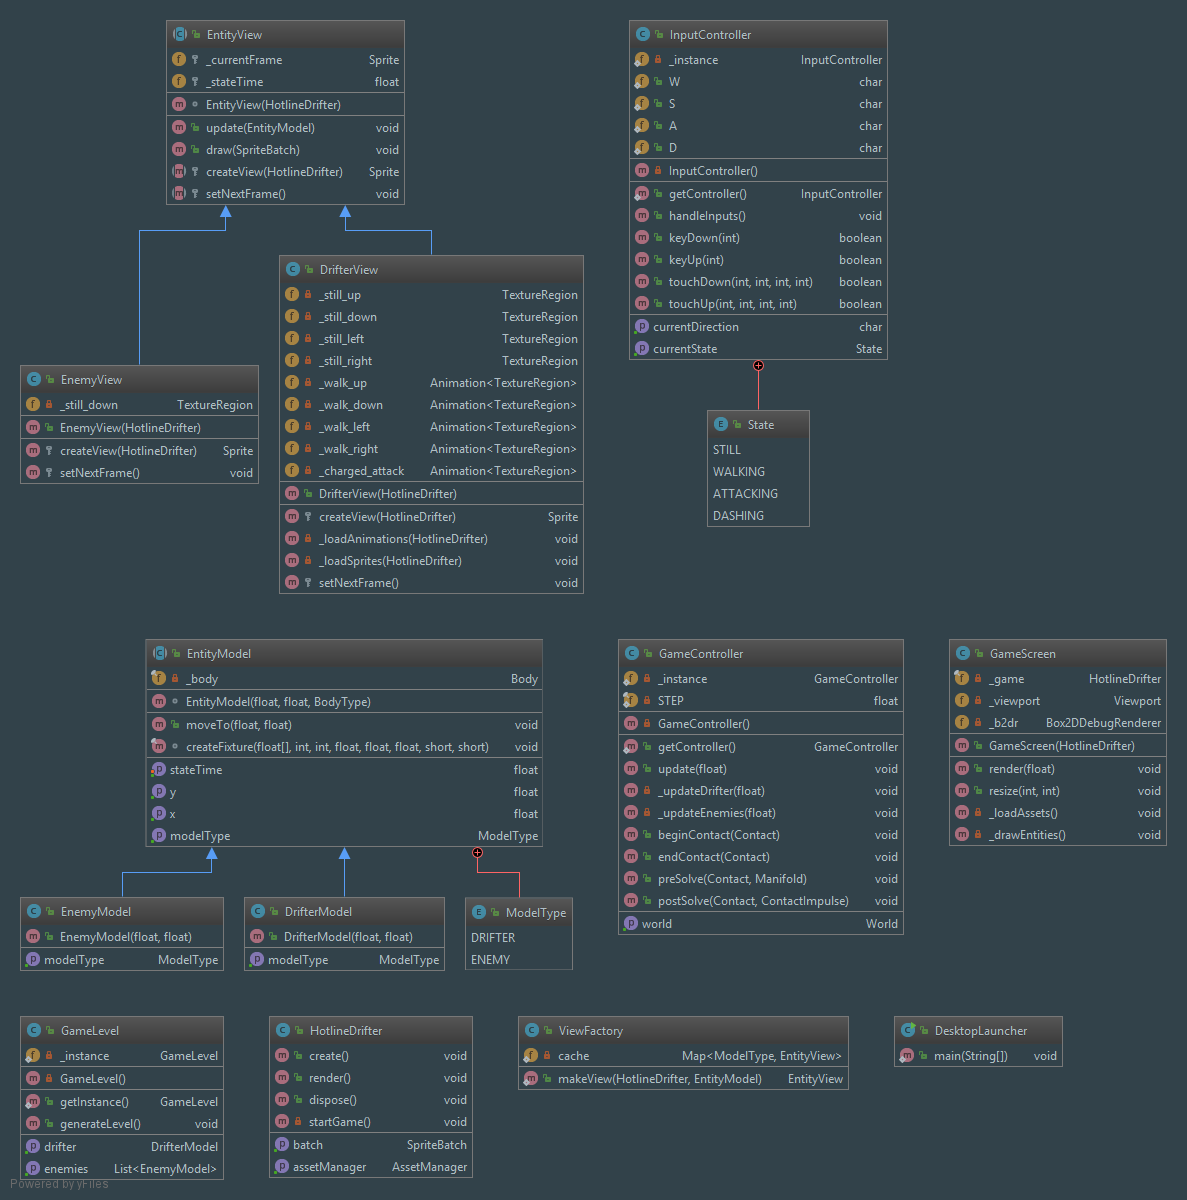 EntityView
_currentFrame Sprite
_stateTime float
EntityView(HotlineDrifter)
update(EntityModel) void
draw(SpriteBatch) void
createView(HotlineDrifter) Sprite
setNextFrame() void
InputController
_instance InputController
W char
S char
A char
D char
InputController()
getController() InputController
handleInputs() void
keyDown(int) boolean
keyUp(int) boolean
touchDown(int, int, int, int) boolean
touchUp(int, int, int, int) boolean
currentDirection char
currentState State
DrifterView
_still_up TextureRegion
_still_down TextureRegion
_still_left TextureRegion
_still_right TextureRegion
_walk_up Animation<TextureRegion>
_walk_down Animation<TextureRegion>
_walk_left Animation<TextureRegion>
_walk_right Animation<TextureRegion>
_charged_attack Animation<TextureRegion>
DrifterView(HotlineDrifter)
createView(HotlineDrifter) Sprite
_loadAnimations(HotlineDrifter) void
_loadSprites(HotlineDrifter) void
setNextFrame() void
EnemyView
_still_down TextureRegion
EnemyView(HotlineDrifter)
createView(HotlineDrifter) Sprite
setNextFrame() void
State
STILL
WALKING
ATTACKING
DASHING
EntityModel
_body Body
EntityModel(float, float, BodyType)
moveTo(float, float) void
createFixture(float[], int, int, float, float, float, short, short) void
stateTime float
y float
x float
modelType ModelType
GameController
_instance GameController
STEP float
GameController()
getController() GameController
update(float) void
_updateDrifter(float) void
_updateEnemies(float) void
beginContact(Contact) void
endContact(Contact) void
preSolve(Contact, Manifold) void
postSolve(Contact, ContactImpulse) void
world World
GameScreen
_game HotlineDrifter
_viewport Viewport
_b2dr Box2DDebugRenderer
GameScreen(HotlineDrifter)
render(float) void
resize(int, int) void
_loadAssets() void
_drawEntities() void
EnemyModel
EnemyModel(float, float)
modelType ModelType
DrifterModel
DrifterModel(float, float)
modelType ModelType
ModelType
DRIFTER
ENEMY
GameLevel
_instance GameLevel
GameLevel()
getInstance() GameLevel
generateLevel() void
drifter DrifterModel
enemies List<EnemyModel>
HotlineDrifter
create() void
render() void
dispose() void
startGame() void
batch SpriteBatch
assetManager AssetManager
ViewFactory
cache Map<ModelType, EntityView>
makeView(HotlineDrifter, EntityModel) EntityView
DesktopLauncher
main(String[]) void
Powered by yFiles